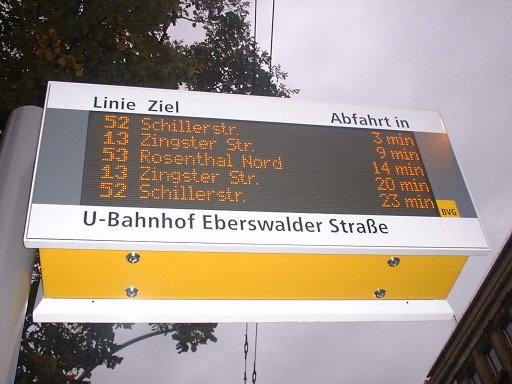 Linie Ziel Abfahrt in
52 Schillerstr. 3 min
13 Zingster Str. 9 min
53 Rosenthal Nord 14 min
13 Zingster Str. 20 min
52 Schillerstr. 23 min
BVG
U-Bahnhof Eberswalder Straße